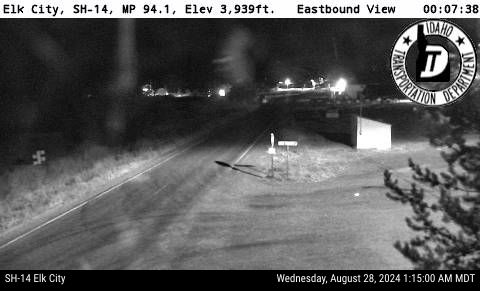 Elk City, SH-14, MP 94.1, Elev 3,939ft. Eastbound View 00:07:38
IDAHO
TRANSPORTATION DEPARTMENT
SH-14 Elk City Wednesday, August 28, 2024 1:15:00 AM MDT